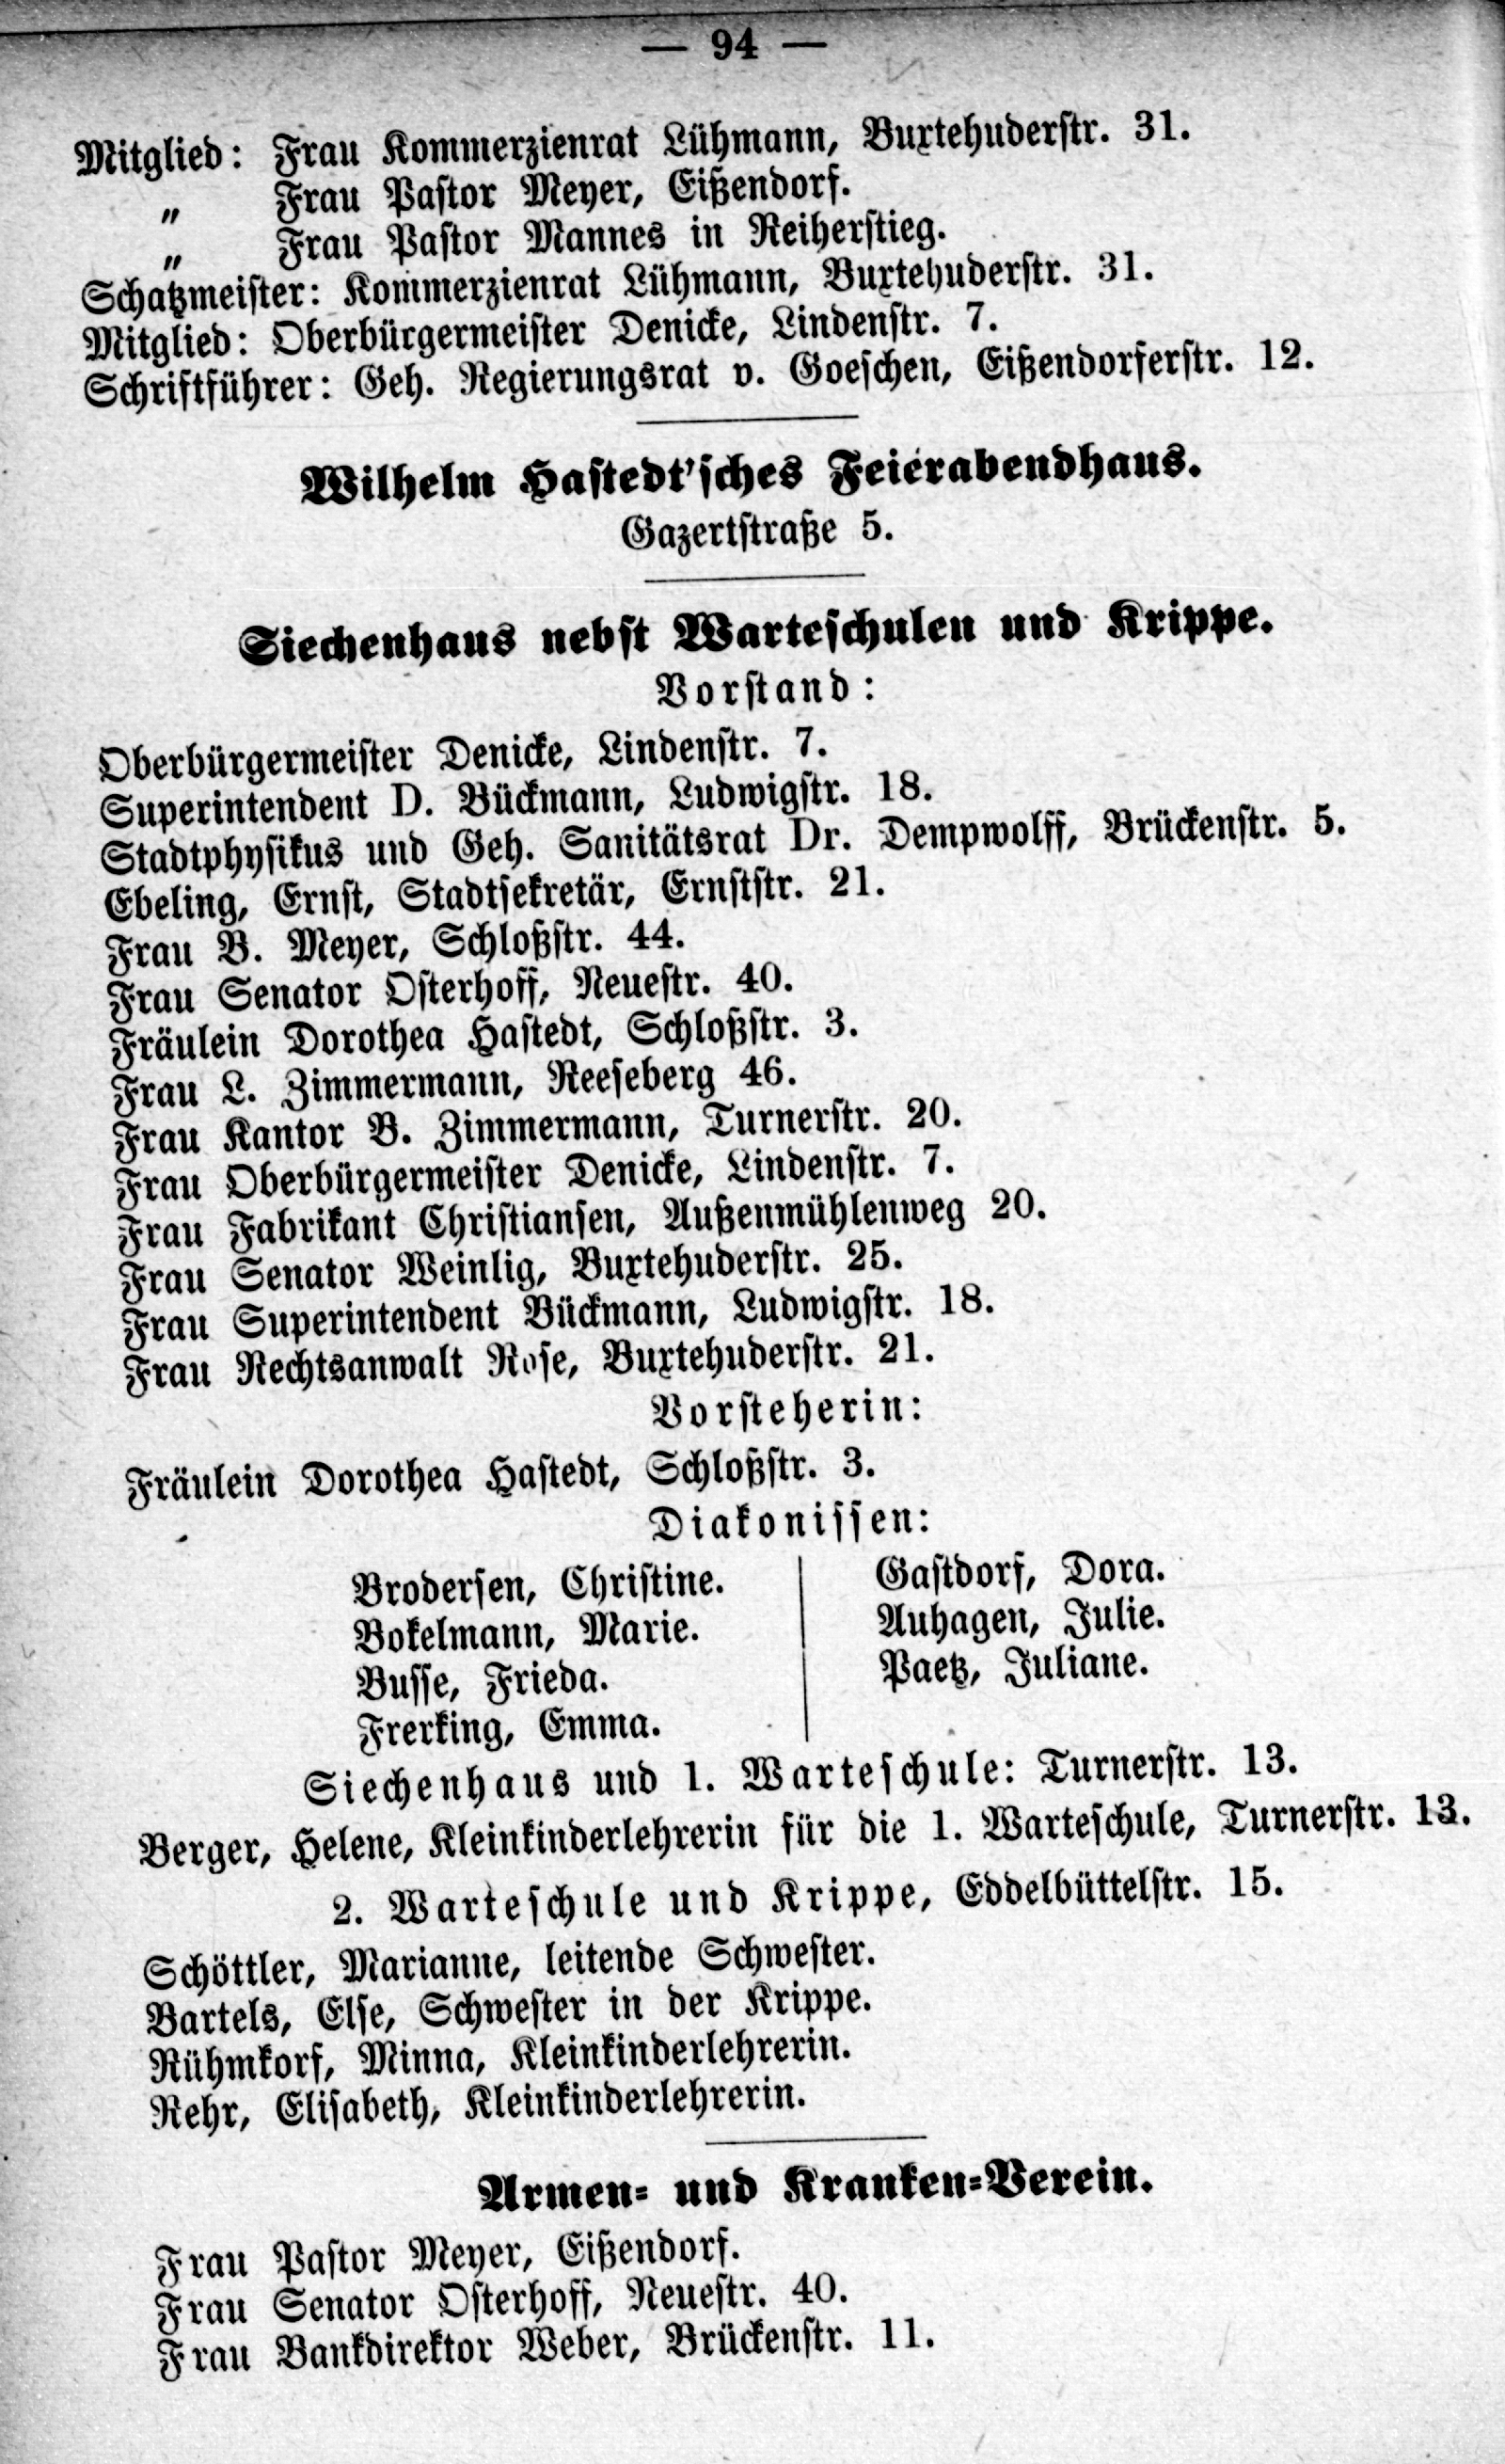 — 94 —
Mitglied: Frau Kommerzienrat Lühmann, Buxtehuderstr. 31.
„ Frau Pastor Meyer, Eißendorf.
„ Frau Pastor Mannes in Reiherstieg.
Schatzmeister: Kommerzienrat Lühmann, Buxtehuderstr. 31.
Mitglied: Oberbürgermeister Denicke, Lindenstr. 7.
Schriftführer: Geh. Regierungsrat v. Goeschen, Eißendorferstr. 12.
Wilhelm Hastedt'sches Feierabendhaus.
Gazertstraße 5.
Siechenhaus nebst Warteschulen und Krippe.
Vorstand:
Oberbürgermeister Denicke, Lindenstr. 7.
Superintendent D. Bückmann, Ludwigstr. 18.
Stadtphysikus und Geh. Sanitätsrat Dr. Dempwolff, Brückenstr. 5.
Ebeling, Ernst, Stadtsekretär, Ernststr. 21.
Frau B. Meyer, Schloßstr. 44.
Frau Senator Osterhoff, Neuestr. 40.
Fräulein Dorothea Hastedt, Schloßstr. 3.
Frau L. Zimmermann, Reeseberg 46.
Frau Kantor B. Zimmermann, Turnerstr. 20.
Frau Oberbürgermeister Denicke, Lindenstr. 7.
Frau Fabrikant Christiansen, Außenmühlenweg 20.
Frau Senator Weinlig, Buxtehuderstr. 25.
Frau Superintendent Bückmann, Ludwigstr. 18.
Frau Rechtsanwalt Rose, Buxtehuderstr. 21.
Vorsteherin:
Fräulein Dorothea Hastedt, Schloßstr. 3.
Diakonissen:
Brodersen, Christine.
Bokelmann, Marie.
Busse, Frieda.
Frerking, Emma.
Gastdorf, Dora.
Auhagen, Julie.
Paetz, Juliane.
Siechenhaus und 1. Warteschule: Turnerstr. 13.
Berger, Helene, Kleinkinderlehrerin für die 1. Warteschule, Turnerstr. 13.
2. Warteschule und Krippe, Eddelbüttelstr. 15.
Schöttler, Marianne, leitende Schwester.
Bartels, Else, Schwester in der Krippe.
Rühmkorf, Minna, Kleinkinderlehrerin.
Rehr, Elisabeth, Kleinkinderlehrerin.
Armen- und Kranken-Verein.
Frau Pastor Meyer, Eißendorf.
Frau Senator Osterhoff, Neuestr. 40.
Frau Bankdirektor Weber, Brückenstr. 11.